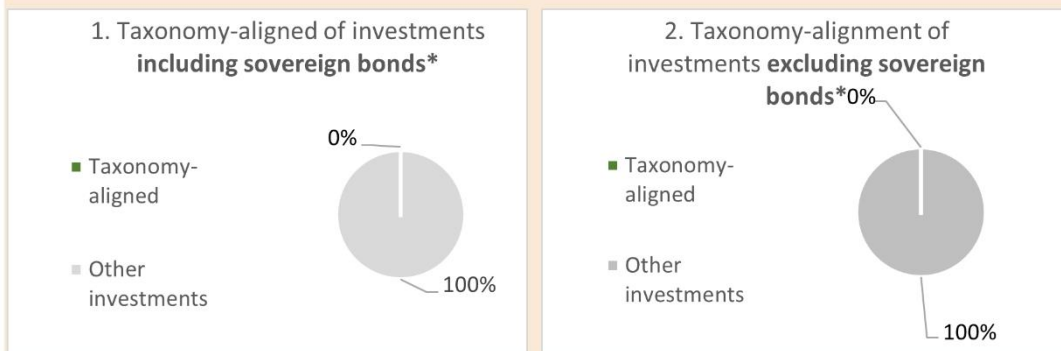 1. Taxonomy-aligned of investments
including sovereign bonds*
0%
Taxonomy-
aligned
Other
investments
100%
2. Taxonomy-alignment of
investments excluding sovereign
bonds*0%
Taxonomy-
aligned
Other
investments
100%